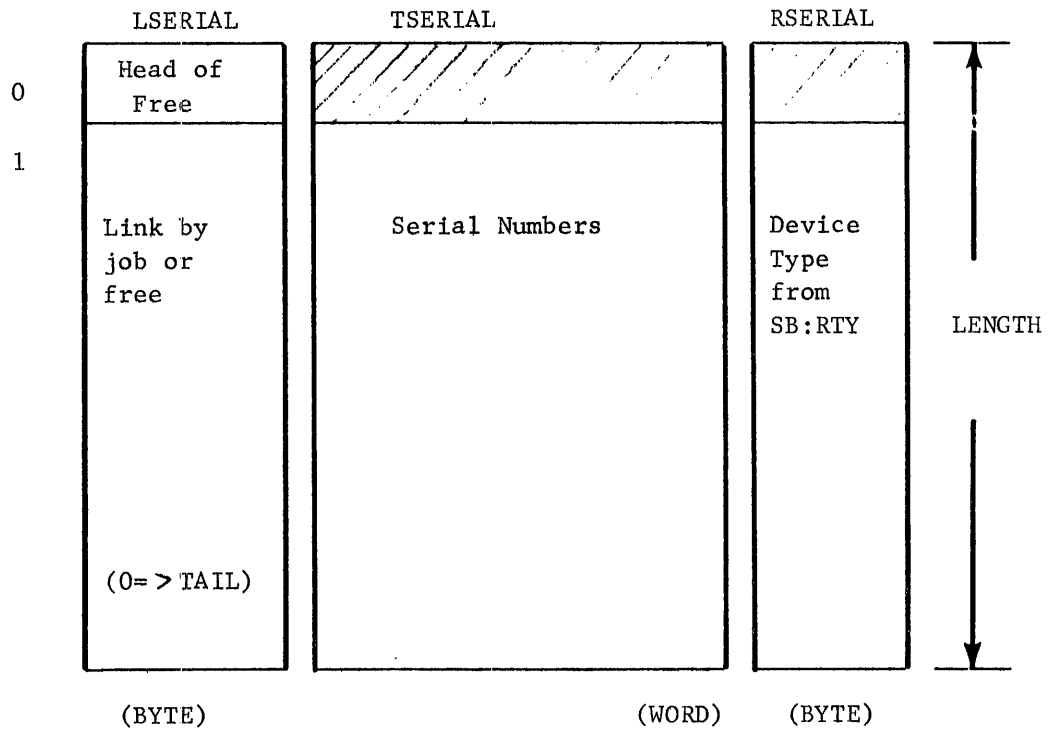 LSERIAL TSERIAL RSERIAL
0
Head of
Free
1
Link by
job or
free
Serial Numbers
Device
Type
from
SB:RTY
LENGTH
(0=> TAIL)
(BYTE) (WORD) (BYTE)